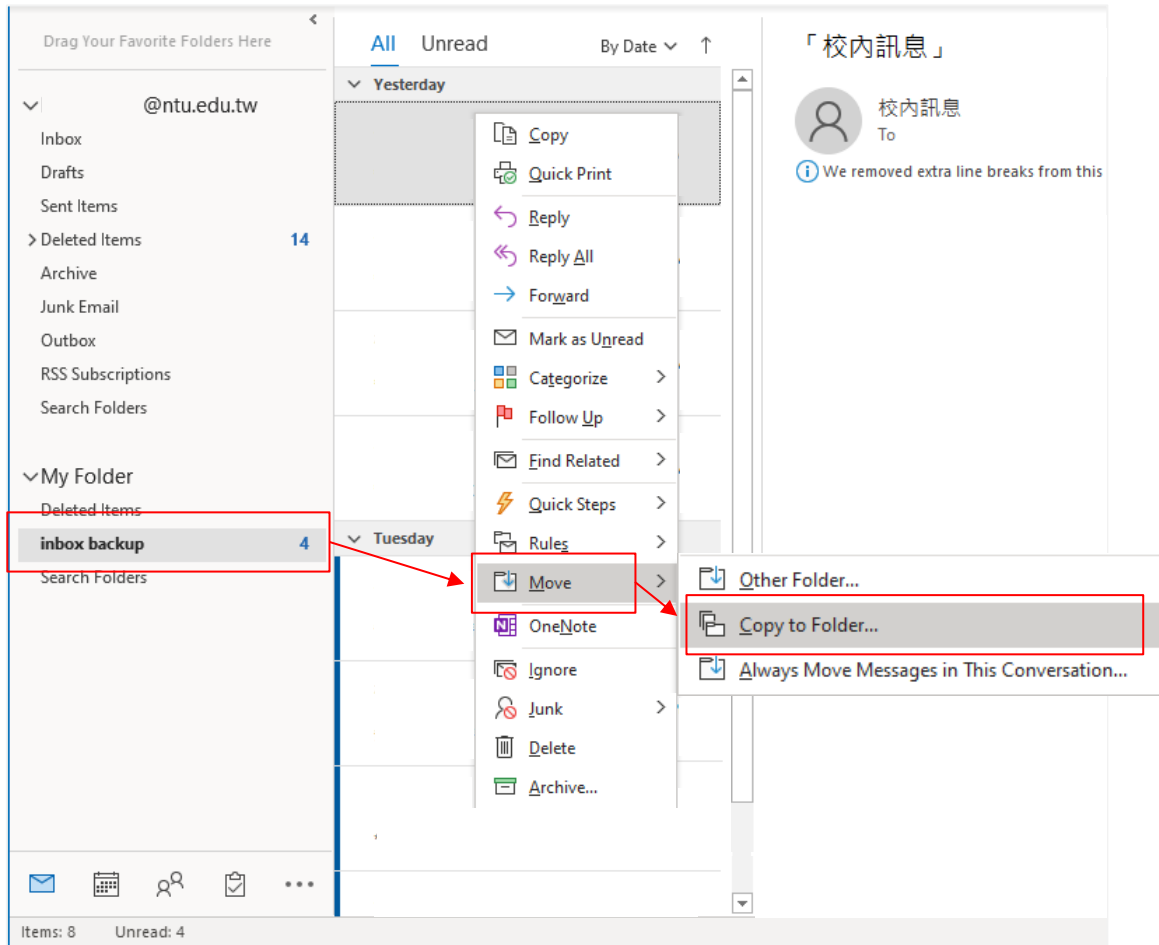 Drag Your Favorite Folders Here
@ntu.edu.tw
Inbox
Drafts
Sent Items
Deleted Items 14
Archive
Junk Email
Outbox
RSS Subscriptions
Search Folders
My Folder
Deleted Items
inbox backup 4
Search Folders
Items: 8 Unread: 4
All Unread By Date
Yesterday
Tuesday
Copy
Quick Print
Reply
Reply All
Forward
Mark as Unread
Categorize
Follow Up
Find Related
Quick Steps
Rules
Move
OneNote
Ignore
Junk
Delete
Archive...
Other Folder...
Copy to Folder...
Always Move Messages in This Conversation...
「校內訊息」
校內訊息
To
We removed extra line breaks from this